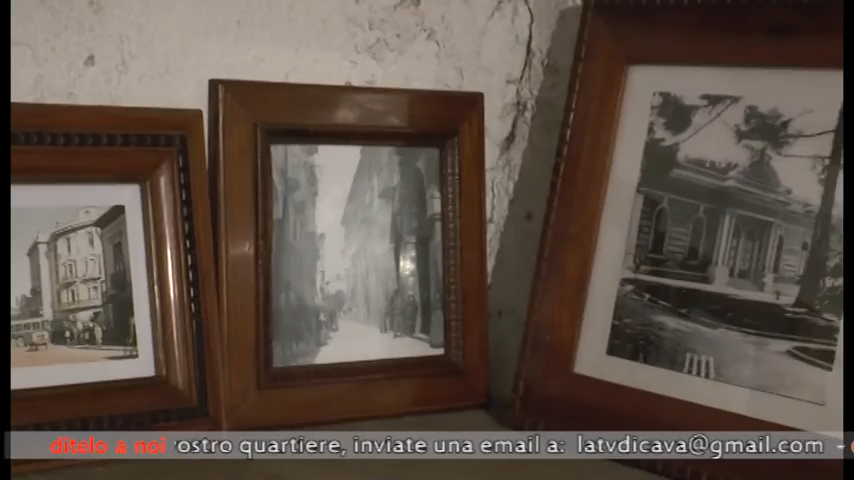 ditelo a noi ostro quartiere, inviate una email a: latvdicava@gmail.com -